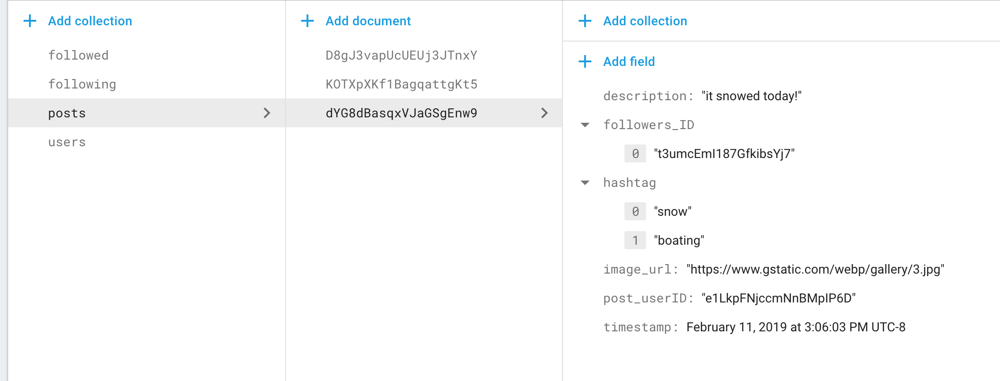 Add collection
followed
following
posts
users
Add document
D8gJ3vapUcUEUj3JTnxY
KOTXpXKf1BagqattgKt5
dYG8dBasqxVJaGSgEnw9
Add collection
Add field
description: "it snowed today!"
followers_ID
0 "t3umcEmI187GfkibsYj7"
hashtag
0 "snow"
1 "boating"
image_url: "https://www.gstatic.com/webp/gallery/3.jpg"
post_userID: "e1LkpFNjccmNnBMpIP6D"
timestamp: February 11, 2019 at 3:06:03 PM UTC-8